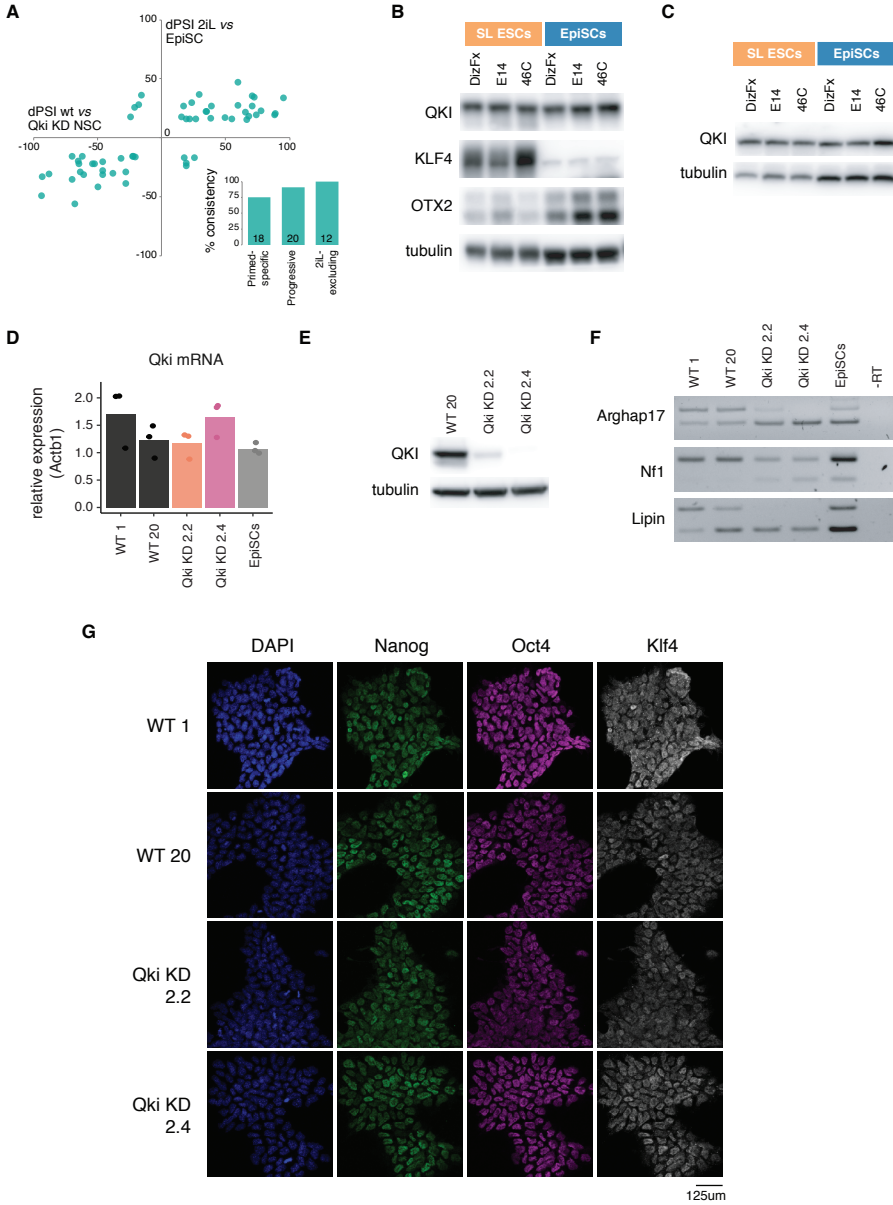 A
dPSI 2iL vs
EpiSC
dPSI wt vs
Qki KD NSC
100
50
0
-100
-50
50
100
-50
-100
% consistency
100
75
50
25
0
18
20
12
Primed-
specific
Progressive
2iL-
excluding
B
SL ESCs
EpiSCs
DizFx
E14
46C
DizFx
E14
46C
QKI
KLF4
OTX2
tubulin
C
SL ESCs
EpiSCs
DizFx
E14
46C
DizFx
E14
46C
QKI
tubulin
D
Qki mRNA
relative expression
(Actb1)
2.0
1.5
1.0
0.5
0.0
WT 1
WT 20
Qki KD 2.2
Qki KD 2.4
EpiSCs
E
WT 20
Qki KD 2.2
Qki KD 2.4
QKI
tubulin
F
WT 1
WT 20
Qki KD 2.2
Qki KD 2.4
EpiSCs
-RT
Arghap17
Nf1
Lipin
G
DAPI
Nanog
Oct4
Klf4
WT 1
WT 20
Qki KD
2.2
Qki KD
2.4
125um